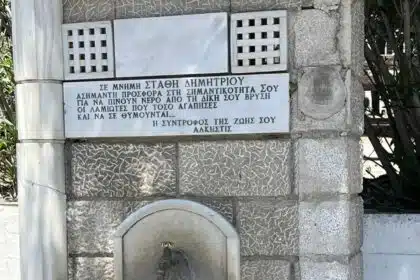 ΣΕ ΜΝΗΜΗ ΣΤΑΘΗ ΔΗΜΗΤΡΙΟΥ
ΑΣΗΜΑΝΤΗ ΠΡΟΣΦΟΡΑ ΣΤΗ ΣΗΜΑΝΤΙΚΟΤΗΤΑ ΣΟΥ
ΓΙΑ ΝΑ ΠΙΝΟΥΝ ΝΕΡΟ ΑΠΟ ΤΗ ΔΙΚΗ ΣΟΥ ΒΡΥΣΗ
ΟΙ ΛΑΜΙΩΤΕΣ ΠΟΥ ΤΟΣΟ ΑΓΑΠΗΣΕΣ
ΚΑΙ ΝΑ ΣΕ ΘΥΜΟΥΝΤΑΙ...
Η ΣΥΝΤΡΟΦΟΣ ΤΗΣ ΖΩΗΣ ΣΟΥ
ΑΛΚΗΣΤΙΣ